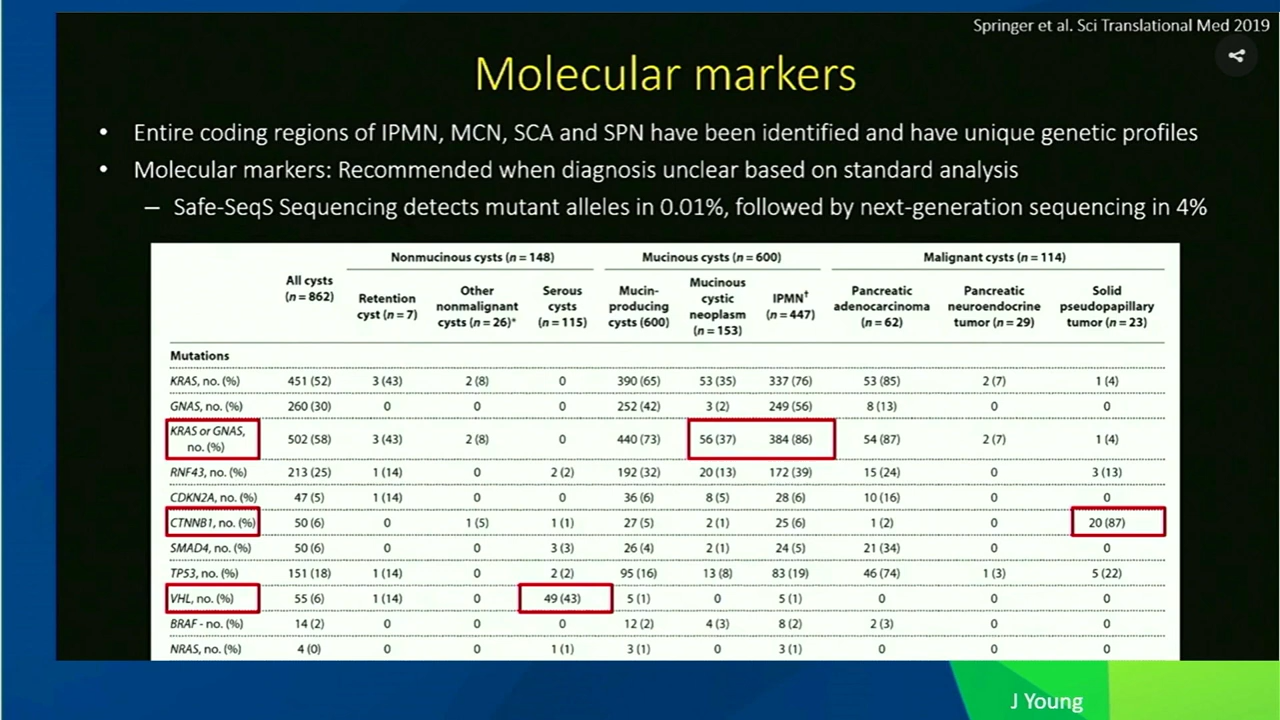 Springer et al. Sci Translational Med 2019
Molecular markers
• Entire coding regions of IPMN, MCN, SCA and SPN have been identified and have unique genetic profiles
• Molecular markers: Recommended when diagnosis unclear based on standard analysis
– Safe-SeqS Sequencing detects mutant alleles in 0.01%, followed by next-generation sequencing in 4%
Nonmucinous cysts (n = 148) Mucinous cysts (n = 600) Malignant cysts (n = 114)
All cysts (n = 862) Retention cyst (n = 7) Other nonmalignant cysts (n = 26)* Serous cysts (n = 115) Mucin-producing cysts (600) Mucinous cystic neoplasm (n = 153) IPMN† (n = 447) Pancreatic adenocarcinoma (n = 62) Pancreatic neuroendocrine tumor (n = 29) Solid pseudopapillary tumor (n = 23)
Mutations
KRAS, no. (%) 451 (52) 3 (43) 2 (8) 0 390 (65) 53 (35) 337 (76) 53 (85) 2 (7) 1 (4)
GNAS, no. (%) 260 (30) 0 0 0 252 (42) 3 (2) 249 (56) 8 (13) 0 0
KRAS or GNAS, no. (%) 502 (58) 3 (43) 2 (8) 0 440 (73) 56 (37) 384 (86) 54 (87) 2 (7) 1 (4)
RNF43, no. (%) 213 (25) 1 (14) 0 2 (2) 192 (32) 20 (13) 172 (39) 15 (24) 0 3 (13)
CDKN2A, no. (%) 47 (5) 1 (14) 0 0 36 (6) 8 (5) 28 (6) 10 (16) 0 0
CTNNB1, no. (%) 50 (6) 0 1 (5) 1 (1) 27 (5) 2 (1) 25 (6) 1 (2) 0 20 (87)
SMAD4, no. (%) 50 (6) 0 0 3 (3) 26 (4) 2 (1) 24 (5) 21 (34) 0 0
TP53, no. (%) 151 (18) 1 (14) 0 2 (2) 95 (16) 13 (8) 83 (19) 46 (74) 1 (3) 5 (22)
VHL, no. (%) 55 (6) 1 (14) 0 49 (43) 5 (1) 0 5 (1) 0 0 0
BRAF - no. (%) 14 (2) 0 0 0 12 (2) 4 (3) 8 (2) 2 (3) 0 0
NRAS, no. (%) 4 (0) 0 0 1 (1) 3 (1) 0 3 (1) 0 0 0
J Young